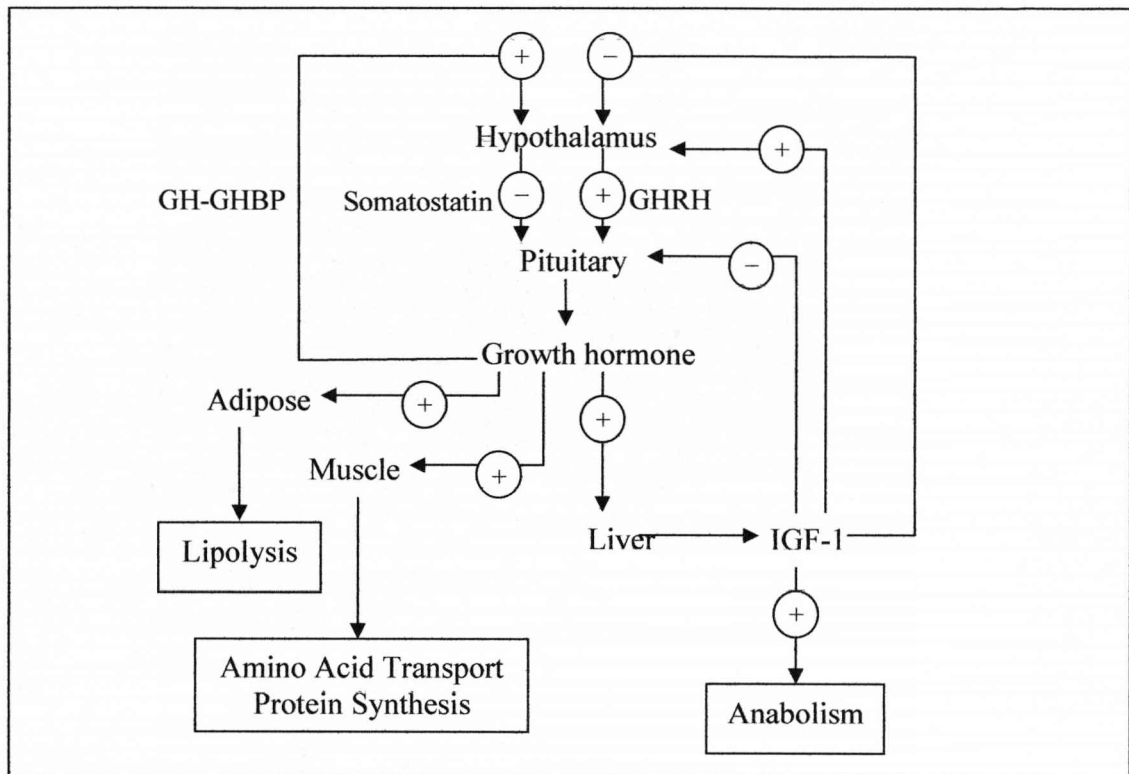 +
−
Hypothalamus
+
GH-GHBP
Somatostatin
−
+
GHRH
Pituitary
−
Growth hormone
Adipose
+
+
Muscle
+
Lipolysis
Liver
IGF-1
+
Amino Acid Transport
Protein Synthesis
Anabolism